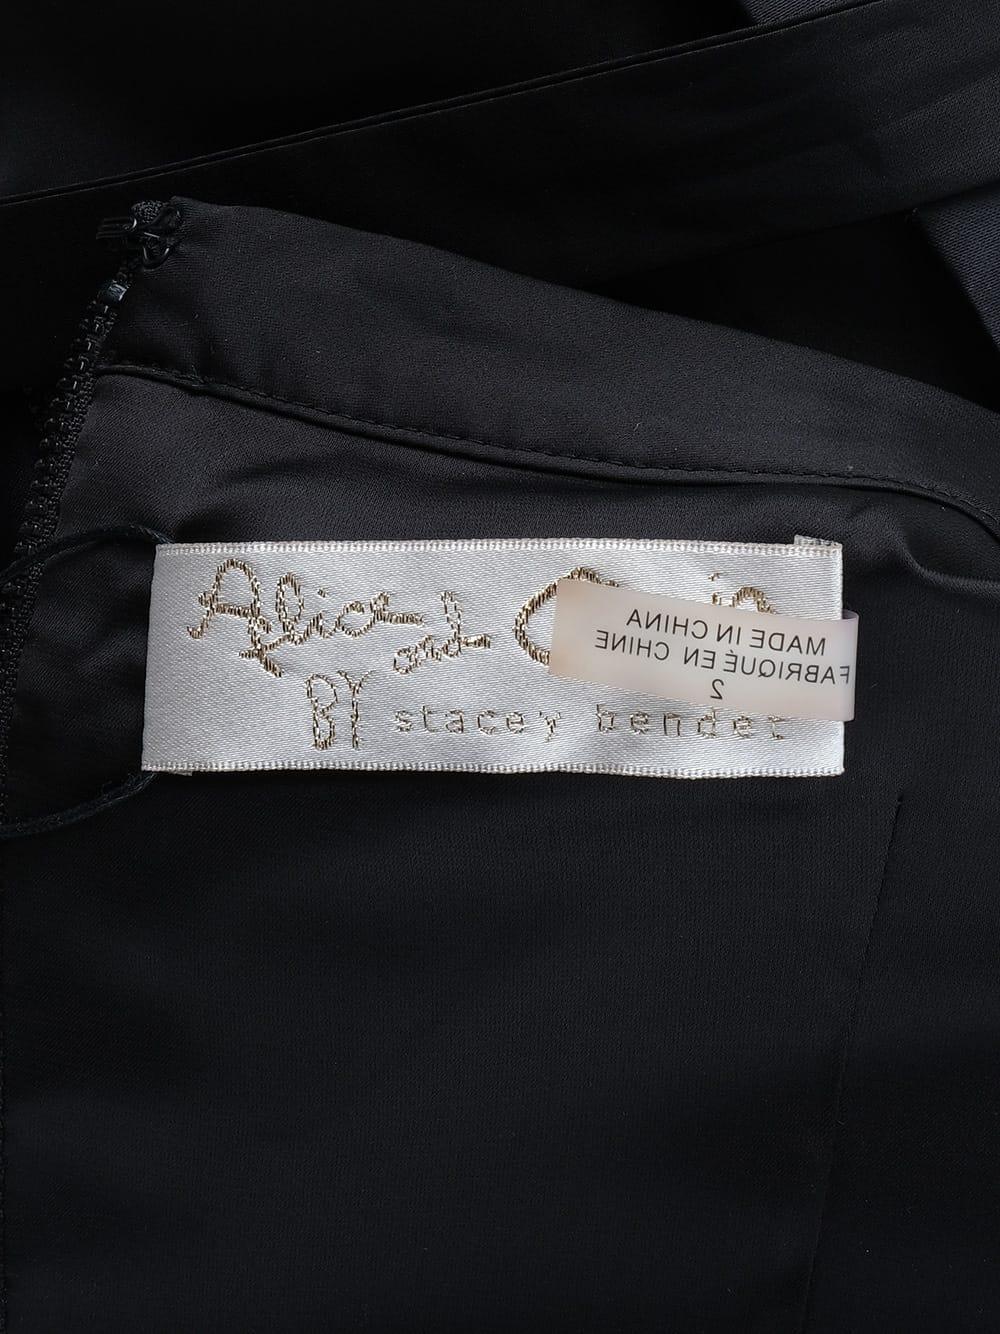 Alice and
BY stacey bendet
MADE IN CHINA
FABRIQUÉ EN CHINE
2